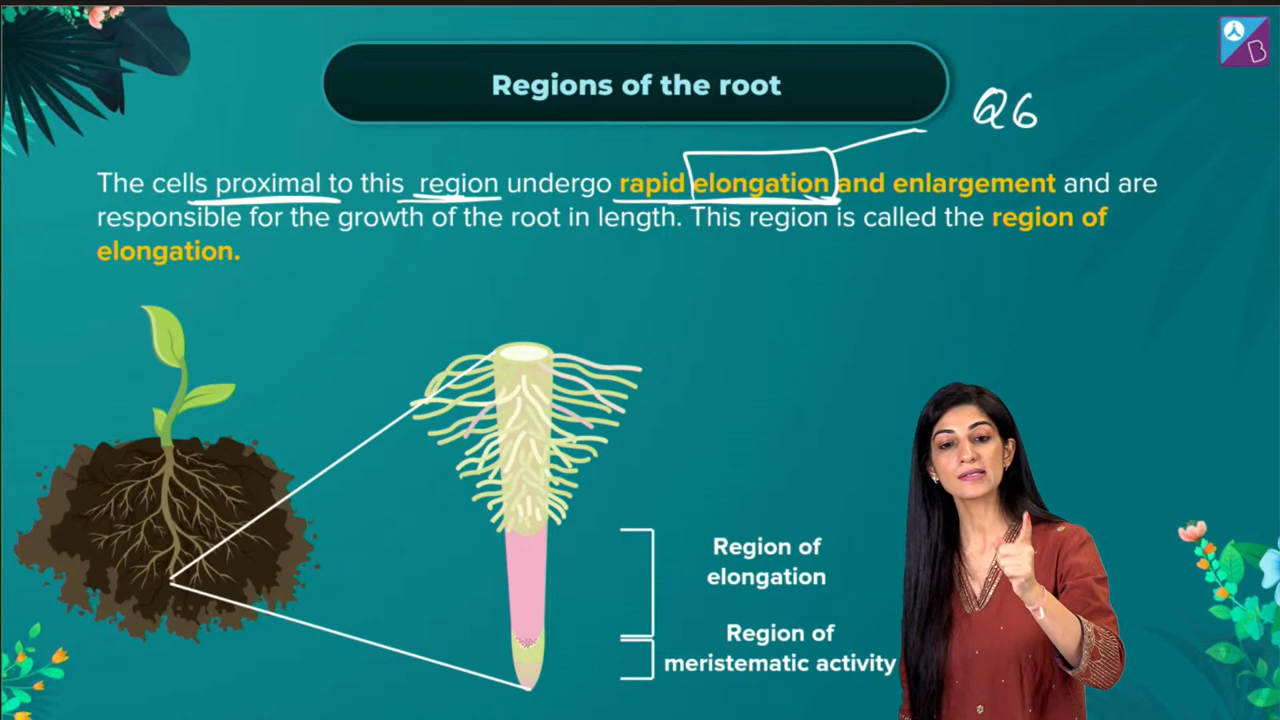 Regions of the root
Q6
The cells proximal to this region undergo rapid elongation and enlargement and are
responsible for the growth of the root in length. This region is called the region of
elongation.
Region of
elongation
Region of
meristematic activity
B